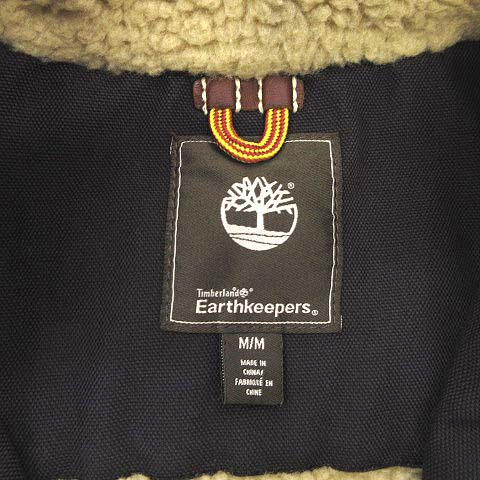 ®
Timberland®
Earthkeepers®
M/M
MADE IN
CHINA/
FABRIQUÉ EN
CHINE